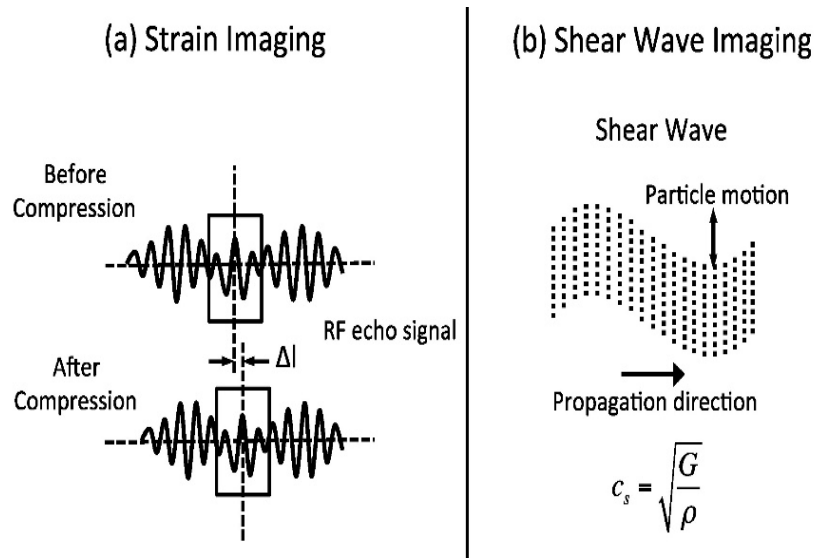 (a) Strain Imaging
Before
Compression
RF echo signal
Δl
After
Compression
(b) Shear Wave Imaging
Shear Wave
Particle motion
Propagation direction
c_s = √(G/ρ)